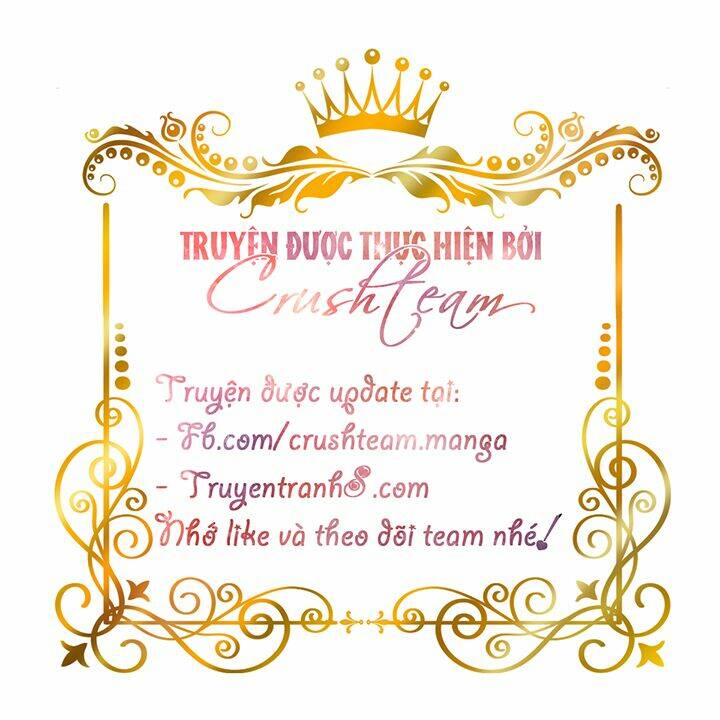 TRUYỆN ĐƯỢC THỰC HIỆN BỞI
Crushteam
Truyện được update tại:
- Fb.com/crushteam.manga
- Truyentranh8.com
Nhớ like và theo dõi team nhé!